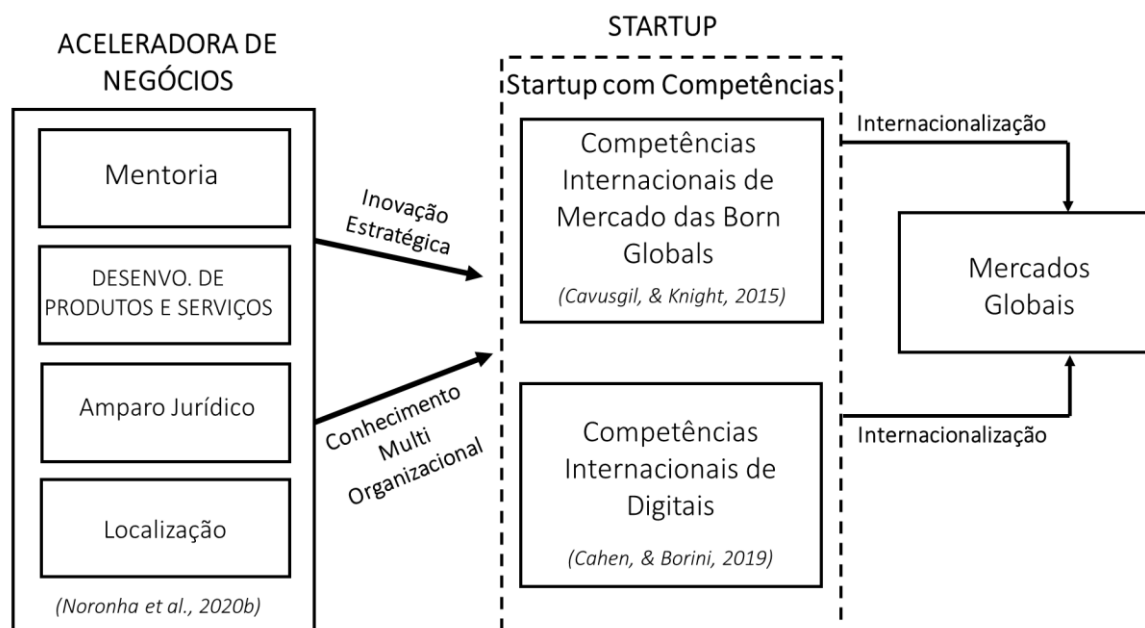 ACELERADORA DE
NEGÓCIOS
Mentoria
DESENVO. DE
PRODUTOS E SERVIÇOS
Amparo Jurídico
Localização
(Noronha et al., 2020b)
Inovação
Estratégica
Conhecimento
Multi
Organizacional
STARTUP
Startup com Competências
Competências
Internacionais de
Mercado das Born
Globals
(Cavusgil, & Knight, 2015)
Competências
Internacionais de
Digitais
(Cahen, & Borini, 2019)
Internacionalização
Mercados
Globais
Internacionalização